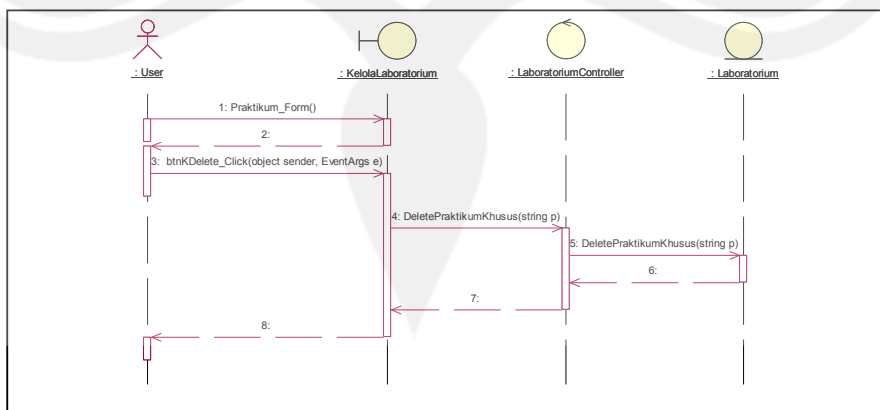 : User
: KelolaLaboratorium
: LaboratoriumController
: Laboratorium
1: Praktikum_Form()
2:
3: btnKDelete_Click(object sender, EventArgs e)
4: DeletePraktikumKhusus(string p)
5: DeletePraktikumKhusus(string p)
6:
7:
8: